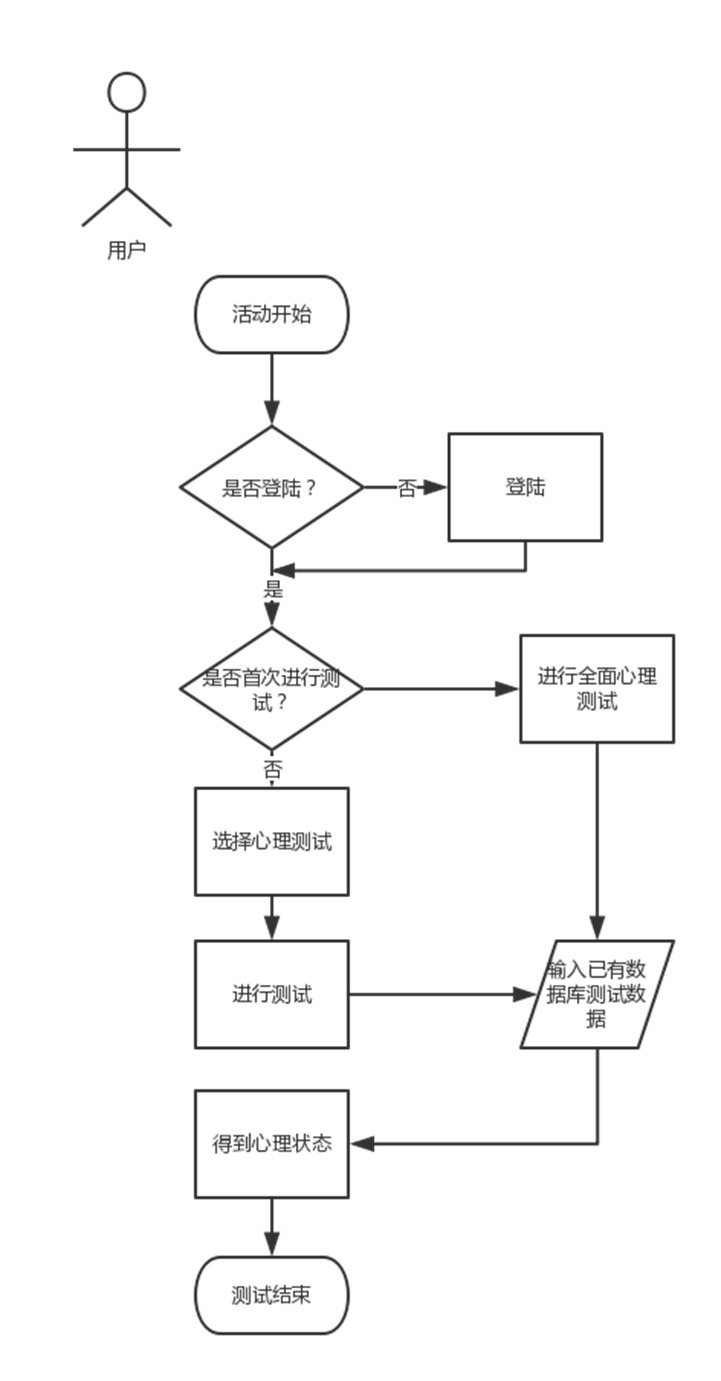 用户
活动开始
是否登陆？
否
登陆
是
是否首次进行测
试？
进行全面心理
测试
否
选择心理测试
进行测试
输入已有数
据库测试数
据
得到心理状态
测试结束